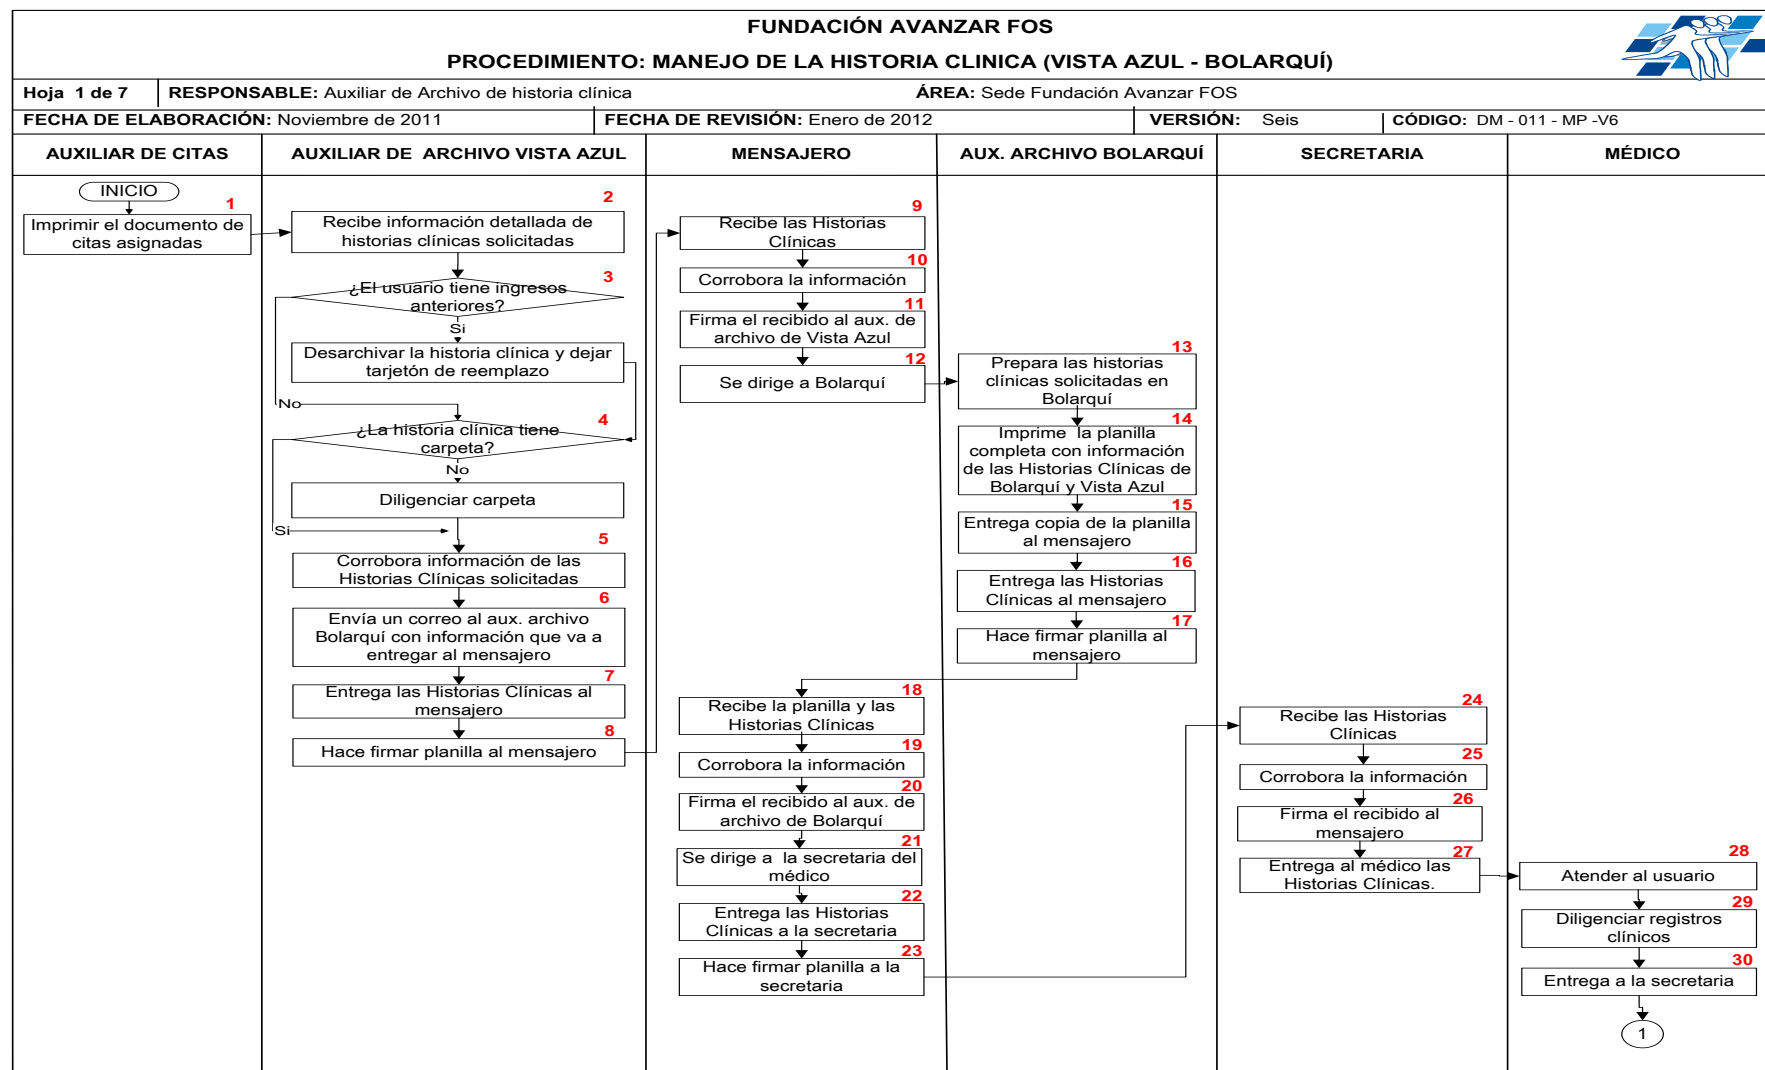 FUNDACIÓN AVANZAR FOS
PROCEDIMIENTO: MANEJO DE LA HISTORIA CLINICA (VISTA AZUL - BOLARQUÍ)
Hoja 1 de 7
RESPONSABLE: Auxiliar de Archivo de historia clínica
ÁREA: Sede Fundación Avanzar FOS
FECHA DE ELABORACIÓN: Noviembre de 2011
FECHA DE REVISIÓN: Enero de 2012
VERSIÓN: Seis
CÓDIGO: DM - 011 - MP -V6
AUXILIAR DE CITAS
AUXILIAR DE ARCHIVO VISTA AZUL
MENSAJERO
AUX. ARCHIVO BOLARQUÍ
SECRETARIA
MÉDICO
INICIO
1
Imprimir el documento de
citas asignadas
2
Recibe información detallada de
historias clínicas solicitadas
3
¿El usuario tiene ingresos
anteriores?
Si
Desarchivar la historia clínica y dejar
tarjetón de reemplazo
No
4
¿La historia clínica tiene
carpeta?
No
Diligenciar carpeta
Si
5
Corrobora información de las
Historias Clínicas solicitadas
6
Envía un correo al aux. archivo
Bolarquí con información que va a
entregar al mensajero
7
Entrega las Historias Clínicas al
mensajero
8
Hace firmar planilla al mensajero
9
Recibe las Historias
Clínicas
10
Corrobora la información
11
Firma el recibido al aux. de
archivo de Vista Azul
12
Se dirige a Bolarquí
13
Prepara las historias
clínicas solicitadas en
Bolarquí
14
Imprime la planilla
completa con información
de las Historias Clínicas de
Bolarquí y Vista Azul
15
Entrega copia de la planilla
al mensajero
16
Entrega las Historias
Clínicas al mensajero
17
Hace firmar planilla al
mensajero
18
Recibe la planilla y las
Historias Clínicas
19
Corrobora la información
20
Firma el recibido al aux. de
archivo de Bolarquí
21
Se dirige a la secretaria del
médico
22
Entrega las Historias
Clínicas a la secretaria
23
Hace firmar planilla a la
secretaria
24
Recibe las Historias
Clínicas
25
Corrobora la información
26
Firma el recibido al
mensajero
27
Entrega al médico las
Historias Clínicas.
28
Atender al usuario
29
Diligenciar registros
clínicos
30
Entrega a la secretaria
1